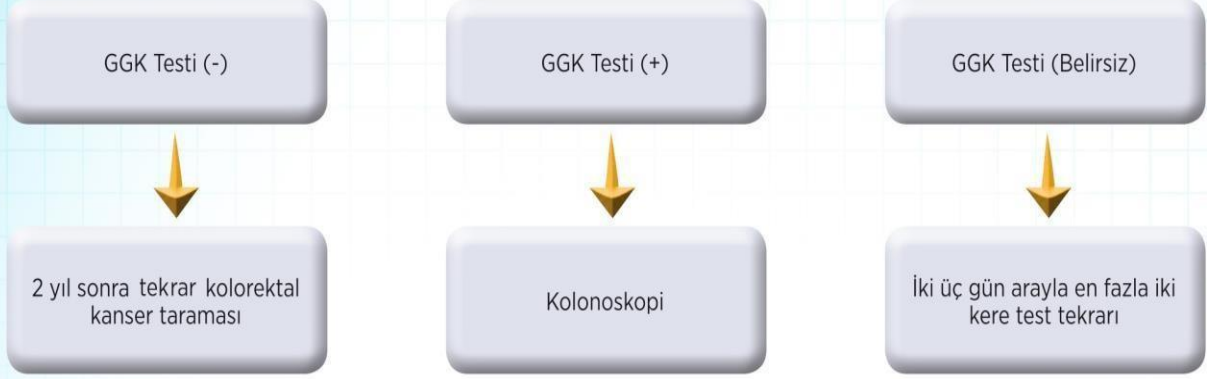 GGK Testi (-)
GGK Testi (+)
GGK Testi (Belirsiz)
2 yıl sonra tekrar kolorektal
kanser taraması
Kolonoskopi
İki üç gün arayla en fazla iki
kere test tekrarı